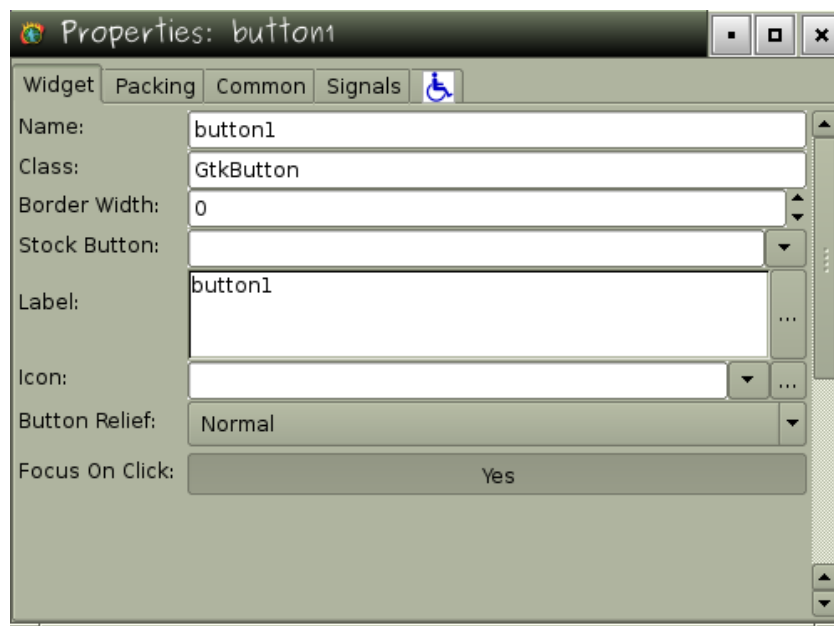 Properties: button1
Widget Packing Common Signals
Name: button1
Class: GtkButton
Border Width: 0
Stock Button:
Label: button1
...
Icon: ...
Button Relief: Normal
Focus On Click: Yes